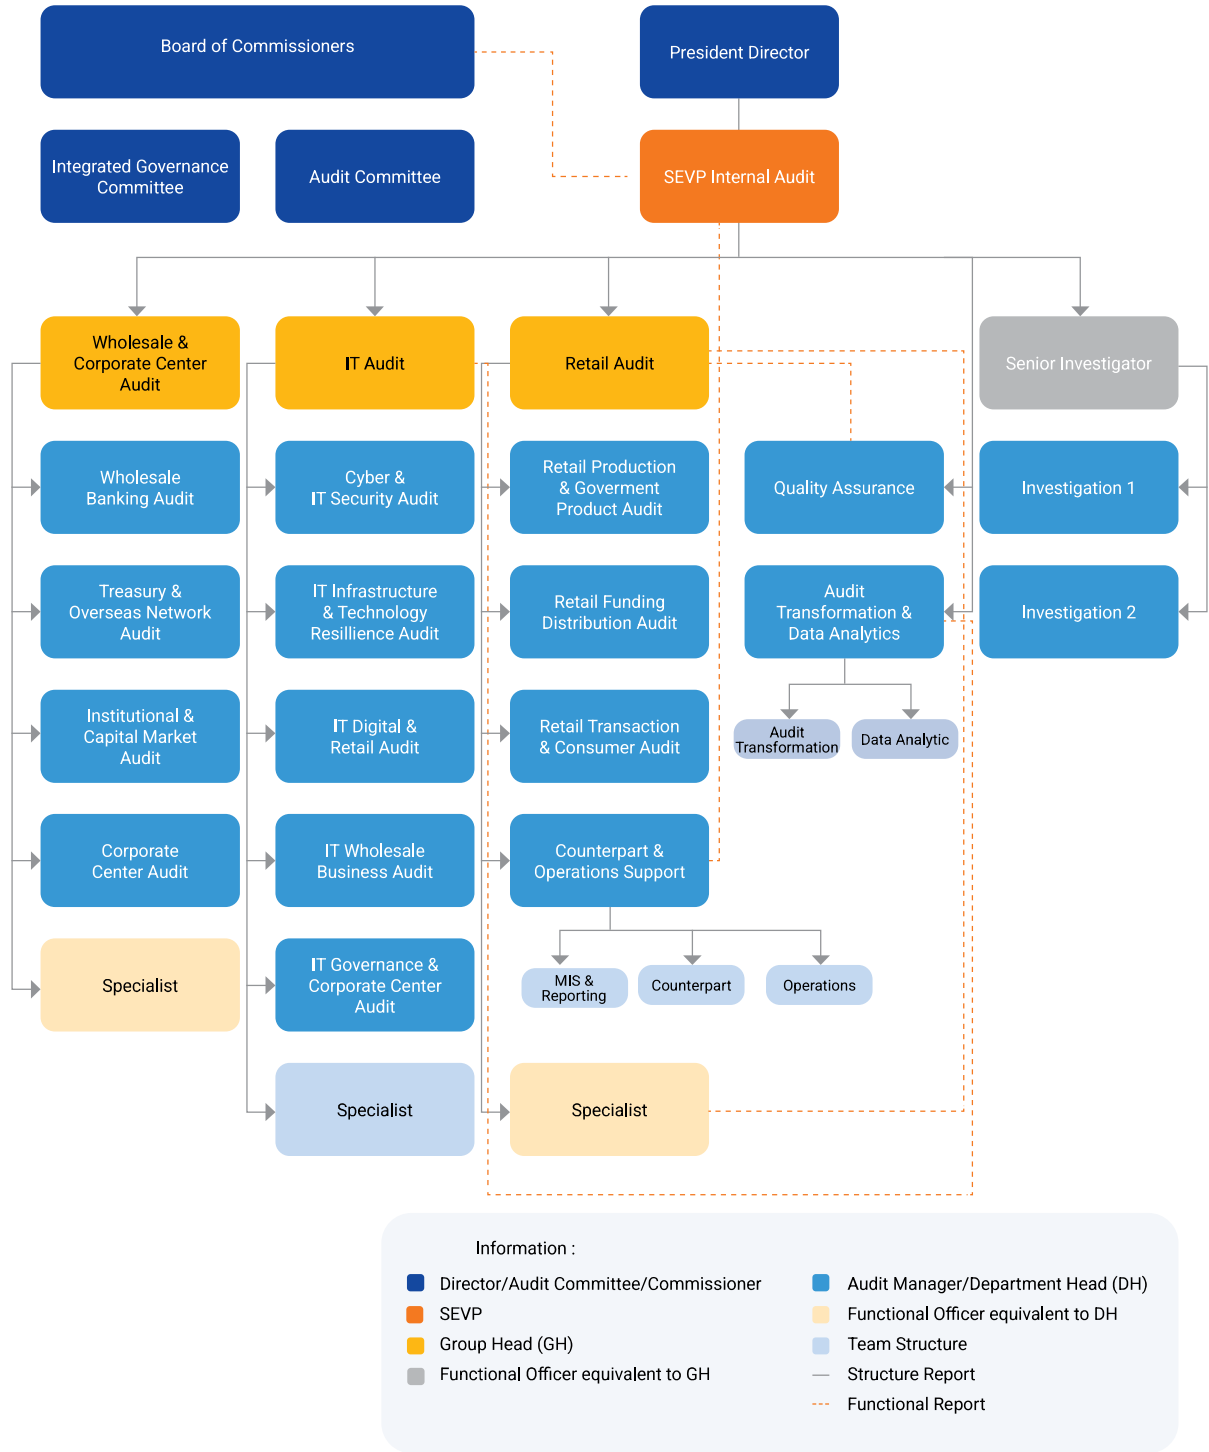 Board of Commissioners
President Director
Integrated Governance
Committee
Audit Committee
SEVP Internal Audit
Wholesale &
Corporate Center
Audit
IT Audit
Retail Audit
Senior Investigator
Wholesale
Banking Audit
Cyber &
IT Security Audit
Retail Production
& Goverment
Product Audit
Quality Assurance
Investigation 1
Treasury &
Overseas Network
Audit
IT Infrastructure
& Technology
Resillience Audit
Retail Funding
Distribution Audit
Audit
Transformation &
Data Analytics
Investigation 2
Institutional &
Capital Market
Audit
IT Digital &
Retail Audit
Retail Transaction
& Consumer Audit
Audit
Transformation
Data Analytic
Corporate
Center Audit
IT Wholesale
Business Audit
Counterpart &
Operations Support
Specialist
IT Governance &
Corporate Center
Audit
MIS &
Reporting
Counterpart
Operations
Specialist
Specialist
Information :
Director/Audit Committee/Commissioner
SEVP
Group Head (GH)
Functional Officer equivalent to GH
Audit Manager/Department Head (DH)
Functional Officer equivalent to DH
Team Structure
Structure Report
Functional Report